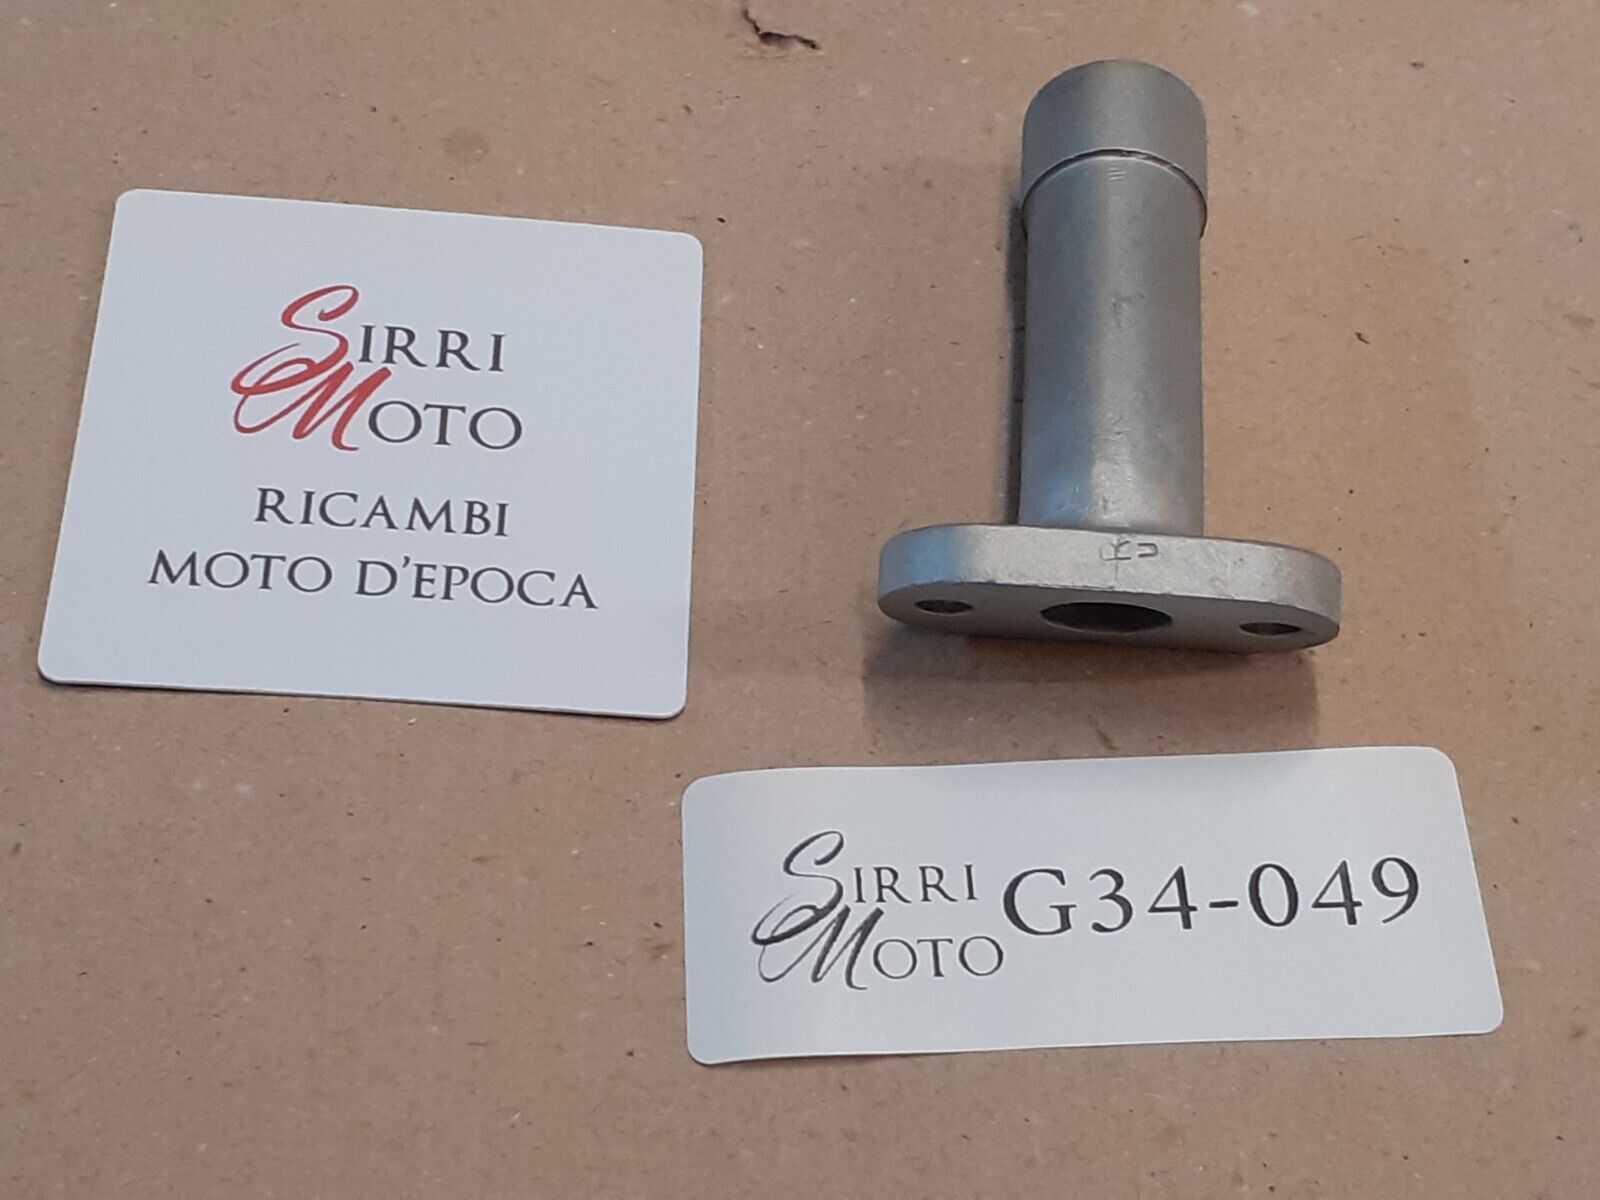 SIRRI
MOTO
RICAMBI
MOTO D'EPOCA
SIRRI
MOTO
G34-049